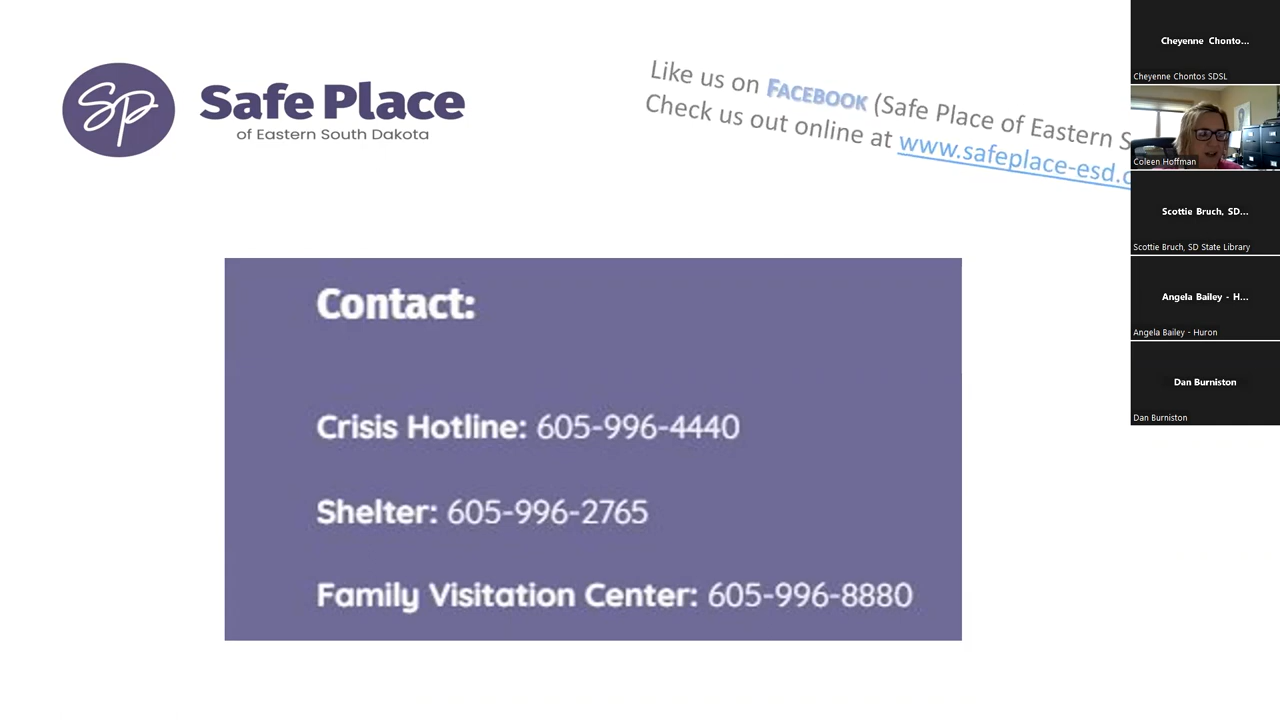 Sp
Safe Place
of Eastern South Dakota
Like us on FACEBOOK (Safe Place of Eastern S
Check us out online at www.safeplace-esd.
Contact:
Crisis Hotline: 605-996-4440
Shelter: 605-996-2765
Family Visitation Center: 605-996-8880
Cheyenne Chonto...
Cheyenne Chontos SDSL
Coleen Hoffman
Scottie Bruch, SD...
Scottie Bruch, SD State Library
Angela Bailey - H...
Angela Bailey - Huron
Dan Burniston
Dan Burniston